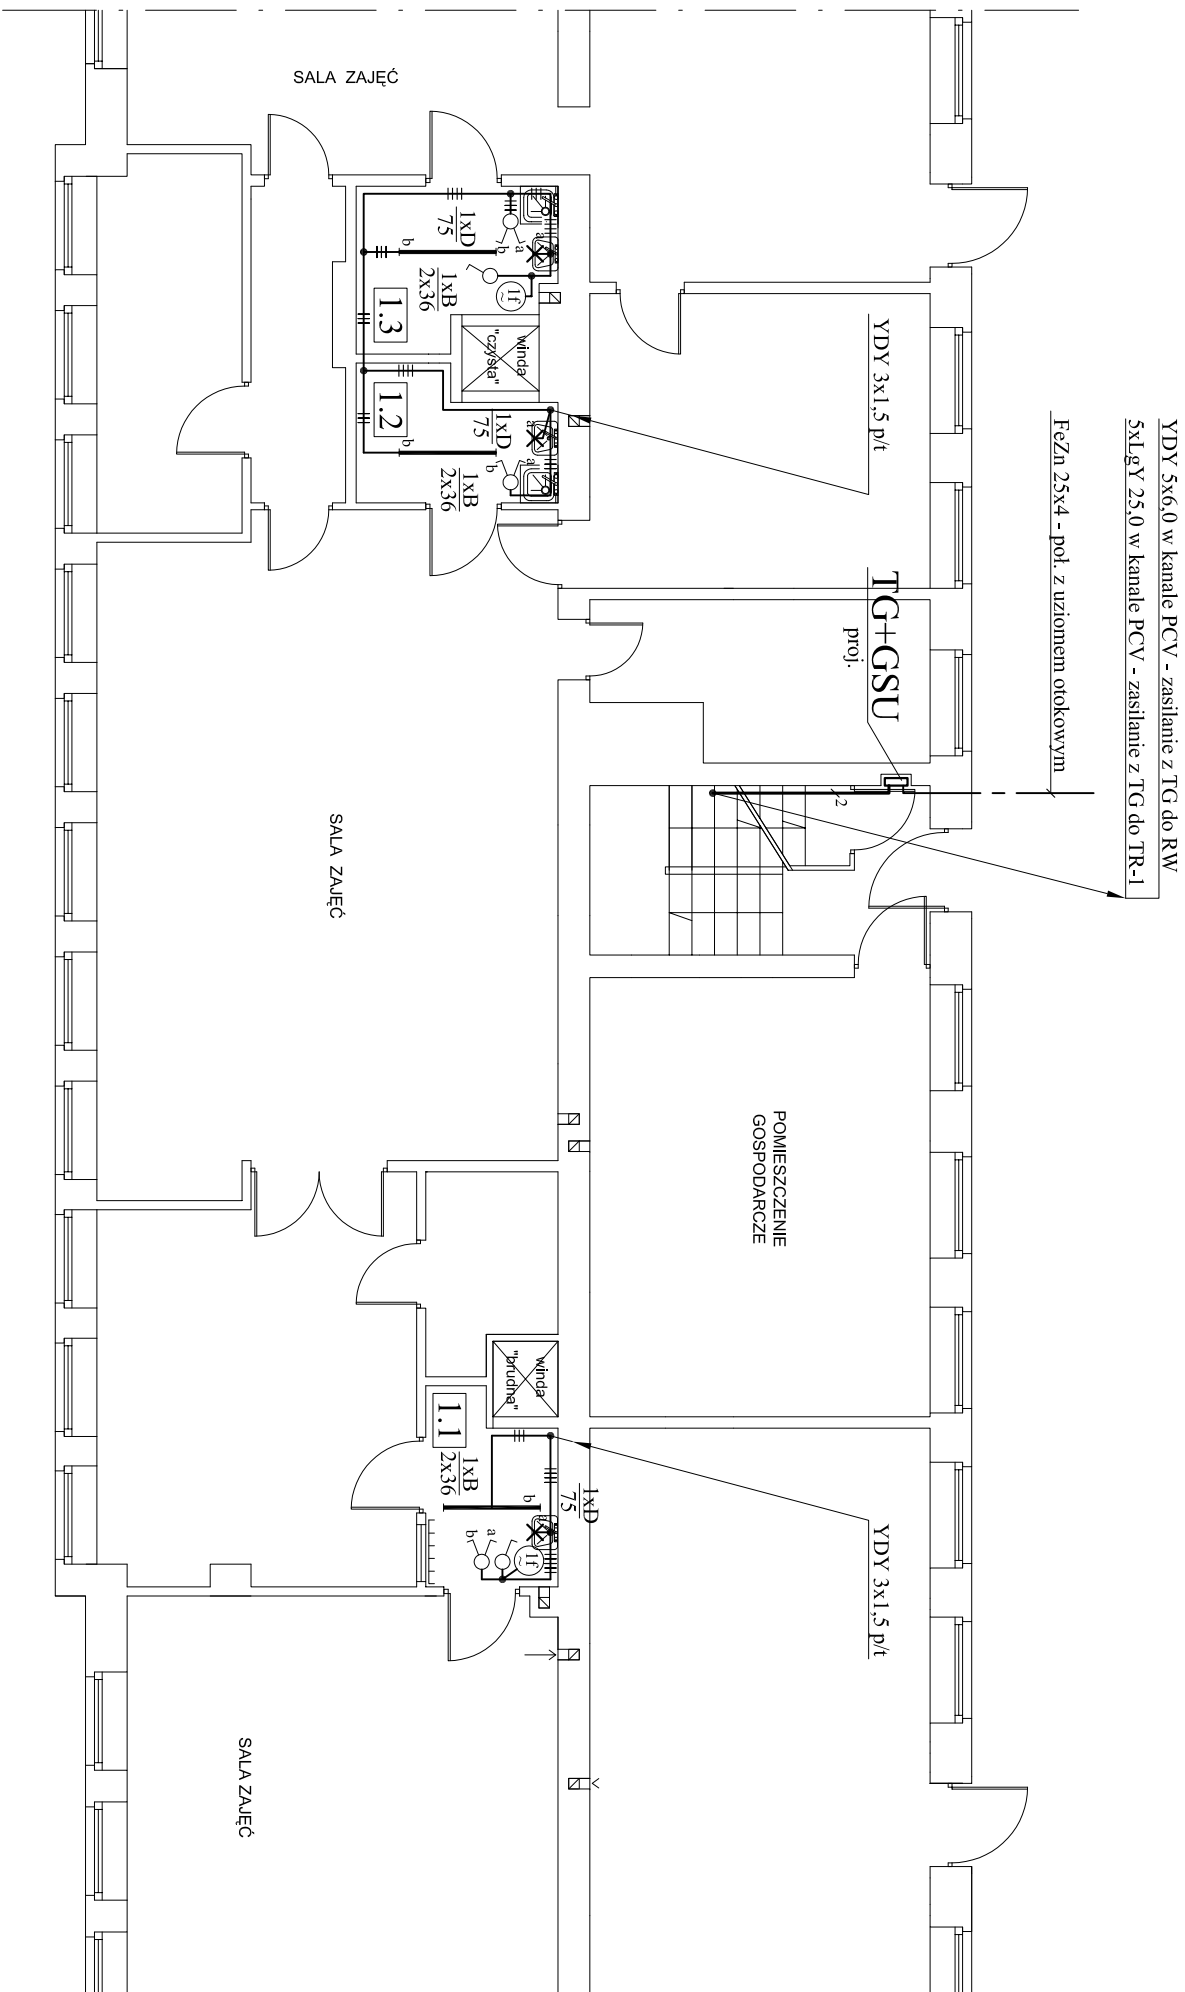 YDY 5x6,0 w kanale PCV - zasilanie z TG do RW
5xLgY 25,0 w kanale PCV - zasilanie z TG do TR-1
FeZn 25x4 - poł. z uziomem otokowym
YDY 3x1,5 p/t
TG+GSU
proj.
2
YDY 3x1,5 p/t
SALA ZAJĘĆ
1xD
75
a
b
a
b
1xB
2x36
1f
~
1.3
winda
"czysta"
1.2
1xD
75
a
a
b
b
1xB
2x36
SALA ZAJĘĆ
POMIESZCZENIE
GOSPODARCZE
winda
"brudna"
1.1
1xB
2x36
1xD
75
b
a
a
b
1f
~
SALA ZAJĘĆ